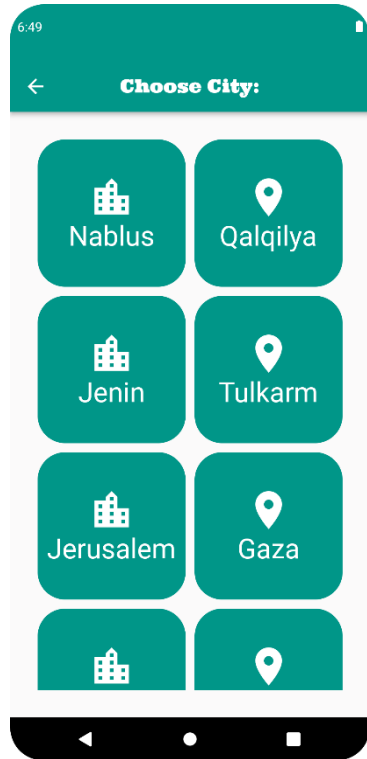 6:49
Choose City:
Nablus
Qalqilya
Jenin
Tulkarm
Jerusalem
Gaza